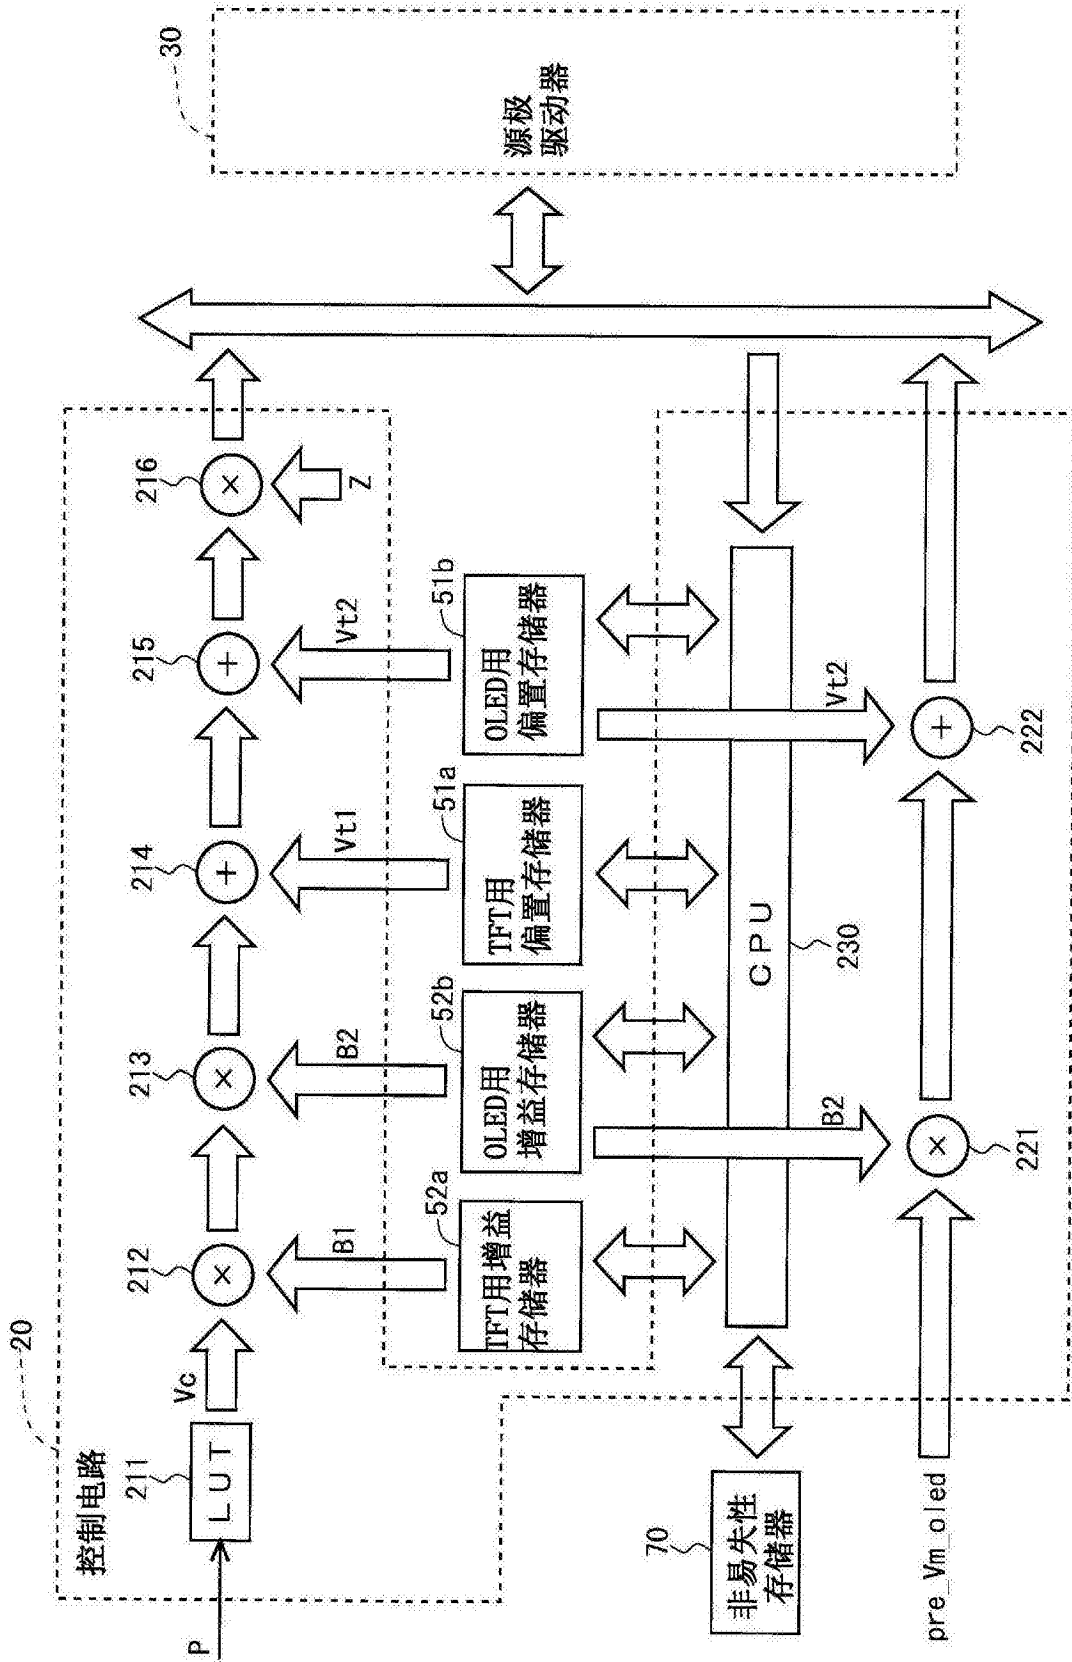 20
控制电路
P
211
LUT
Vc
212
213
214
215
216
B1
B2
Vt1
Vt2
Z
30
源极
驱动器
52a
TFT用增益
存储器
52b
OLED用
增益存储器
51a
TFT用
偏置存储器
51b
OLED用
偏置存储器
CPU
230
B2
Vt2
70
非易失性
存储器
pre_Vm_oled
221
222